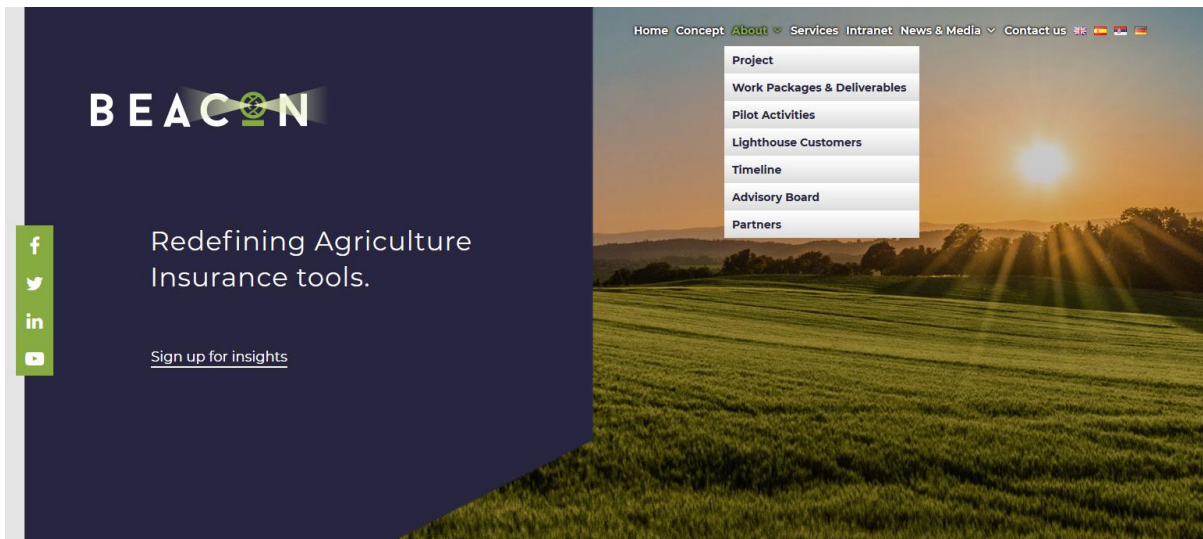 Home Concept About Services Intranet News & Media Contact us
Project
Work Packages & Deliverables
Pilot Activities
Lighthouse Customers
Timeline
Advisory Board
Partners
BEACON
Redefining Agriculture
Insurance tools.
Sign up for insights